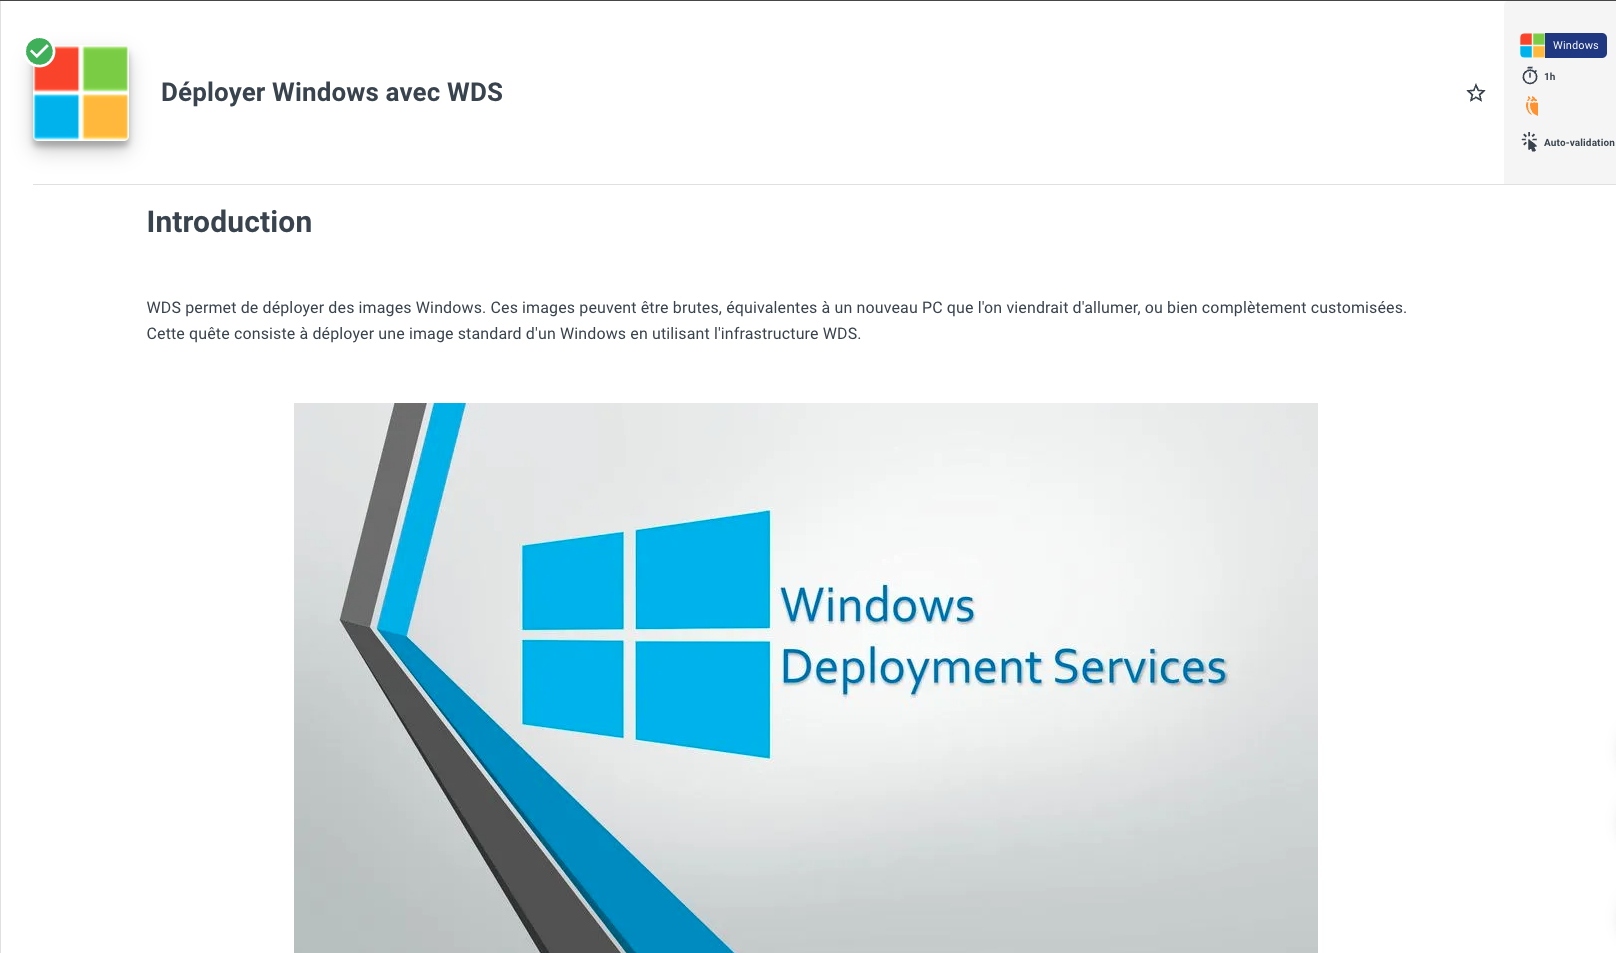 Déployer Windows avec WDS
Windows
1h
Auto-validation
Introduction
WDS permet de déployer des images Windows. Ces images peuvent être brutes, équivalentes à un nouveau PC que l'on viendrait d'allumer, ou bien complètement customisées.
Cette quête consiste à déployer une image standard d'un Windows en utilisant l'infrastructure WDS.
Windows
Deployment Services